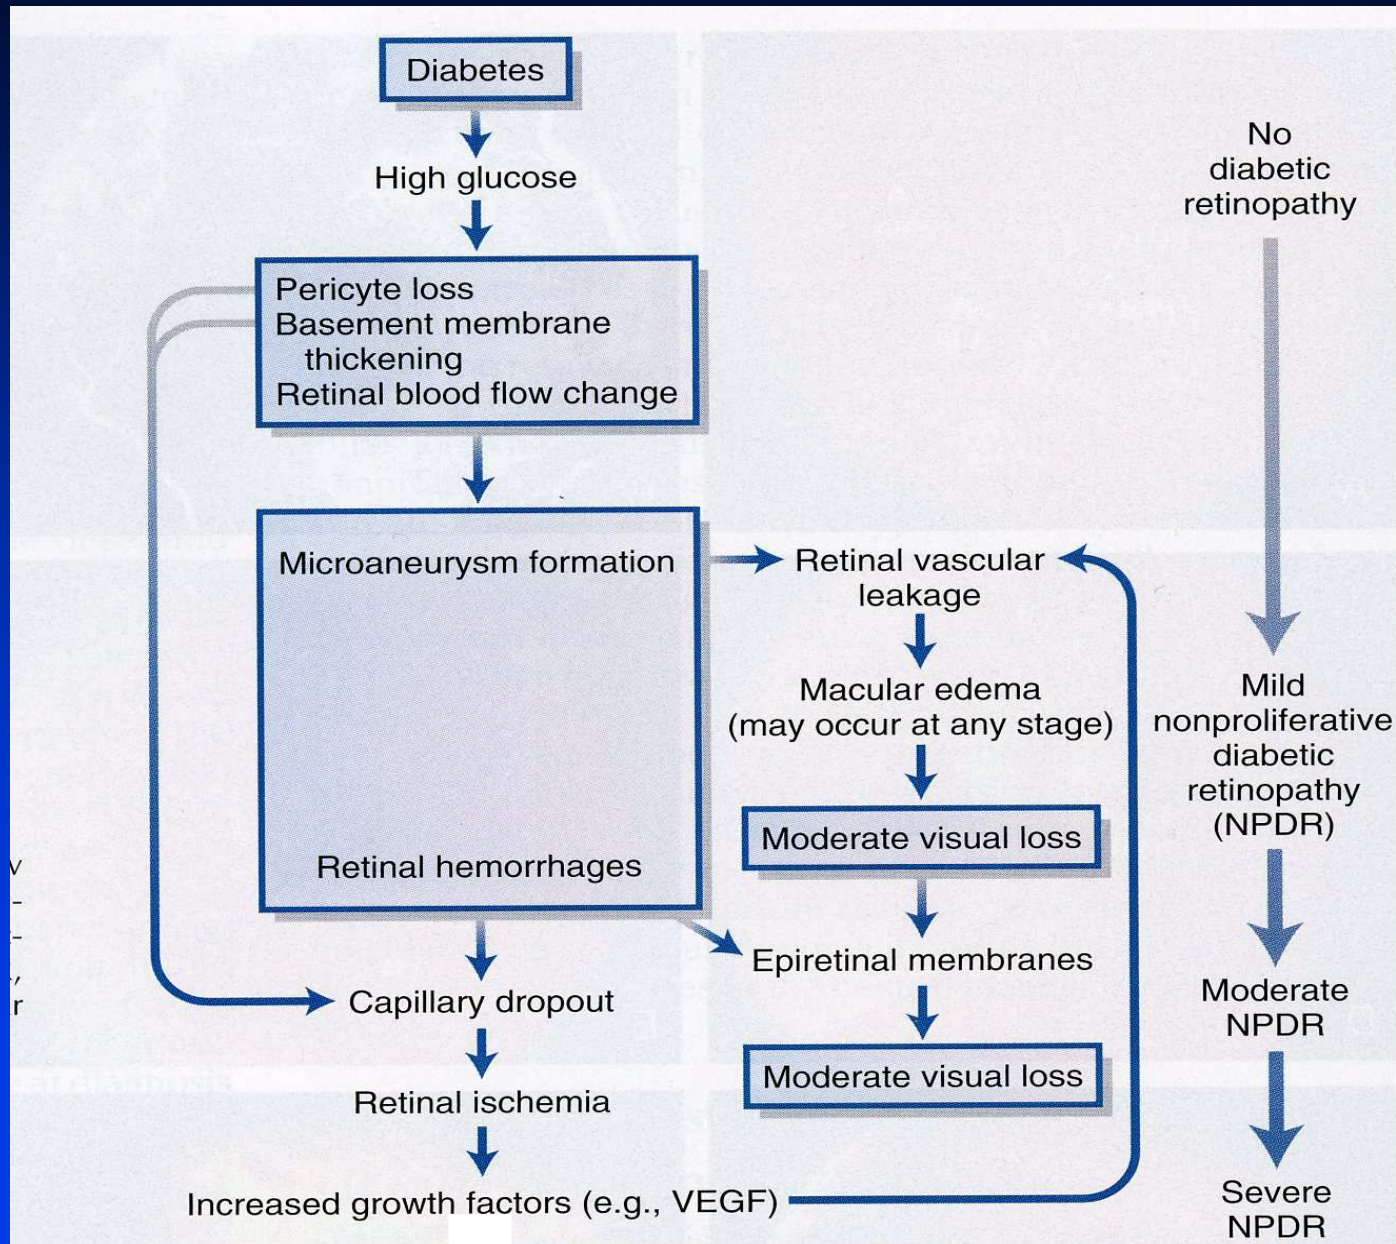 Diabetes
High glucose
Pericyte loss
Basement membrane
thickening
Retinal blood flow change
Microaneurysm formation
Retinal hemorrhages
Capillary dropout
Retinal ischemia
Increased growth factors (e.g., VEGF)
Retinal vascular
leakage
Macular edema
(may occur at any stage)
Moderate visual loss
Epiretinal membranes
Moderate visual loss
No
diabetic
retinopathy
Mild
nonproliferative
diabetic
retinopathy
(NPDR)
Moderate
NPDR
Severe
NPDR